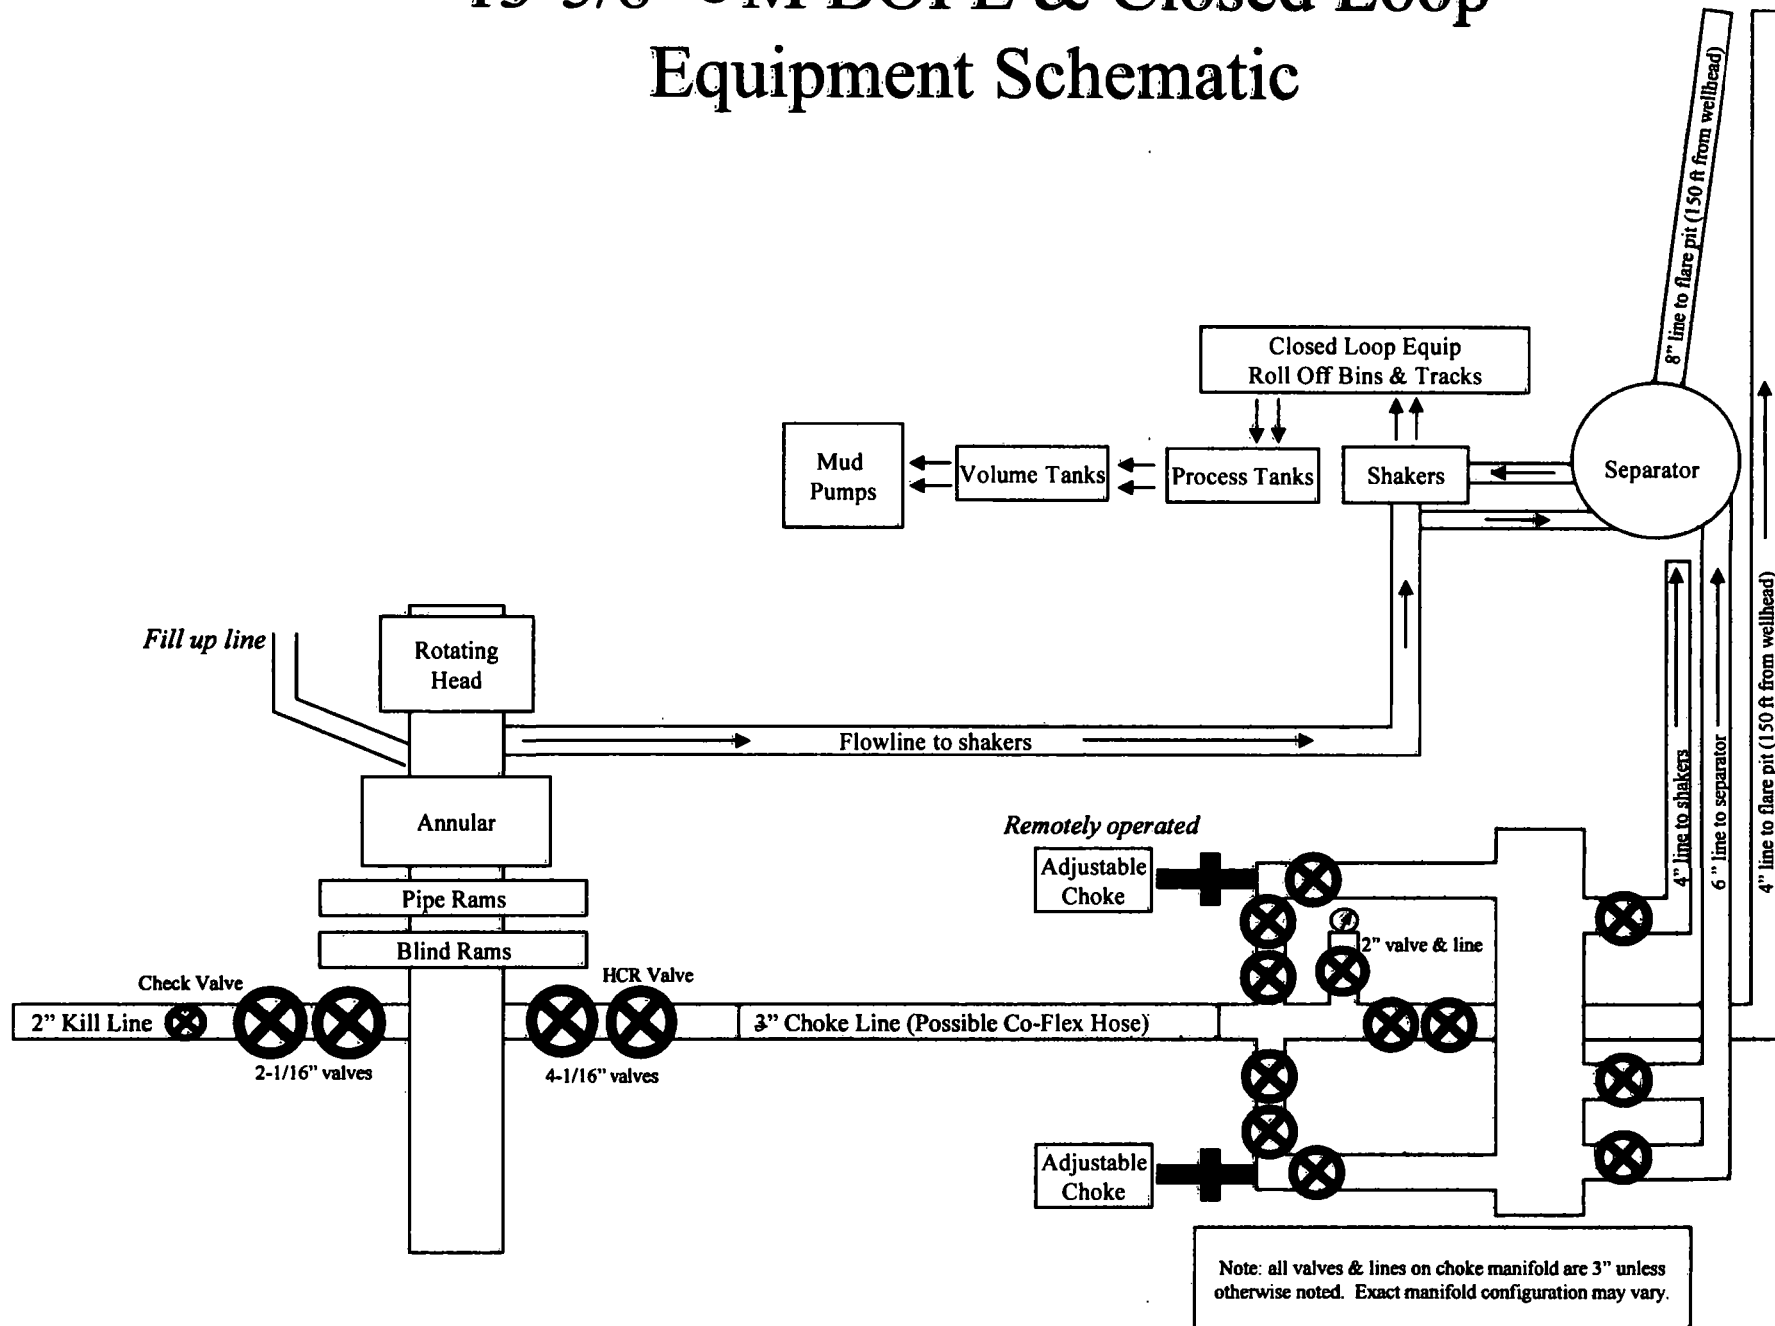 BOPE & Closed Loop
Equipment Schematic
8” line to flare pit (150 ft from wellhead)
Closed Loop Equip
Roll Off Bins & Tracks
Mud
Pumps
Volume Tanks
Process Tanks
Shakers
Separator
Fill up line
Rotating
Head
Flowline to shakers
Annular
Pipe Rams
Blind Rams
Remotely operated
Adjustable
Choke
2” valve & line
4” line to shakers
6” line to separator
4” line to flare pit (150 ft from wellhead)
Check Valve
HCR Valve
2” Kill Line
3” Choke Line (Possible Co-Flex Hose)
2-1/16” valves
4-1/16” valves
Adjustable
Choke
Note: all valves & lines on choke manifold are 3” unless
otherwise noted. Exact manifold configuration may vary.